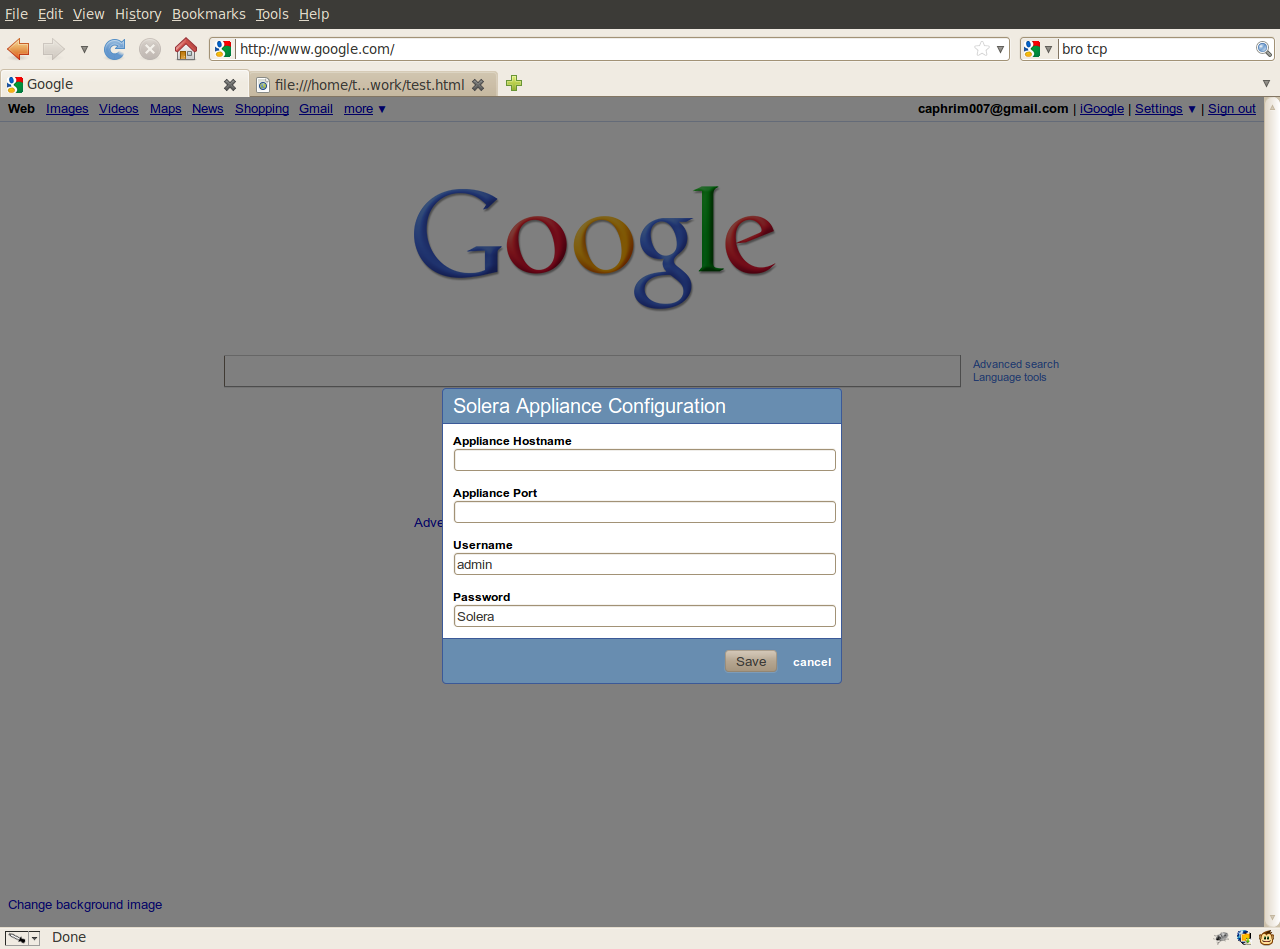 File Edit View History Bookmarks Tools Help
http://www.google.com/
bro tcp
Google
file:///home/t...work/test.html
Web Images Videos Maps News Shopping Gmail more ▼
caphrim007@gmail.com | iGoogle | Settings ▼ | Sign out
Google
Advanced search
Language tools
Solera Appliance Configuration
Appliance Hostname
Appliance Port
Adve
Username
admin
Password
Solera
Save cancel
Change background image
Done